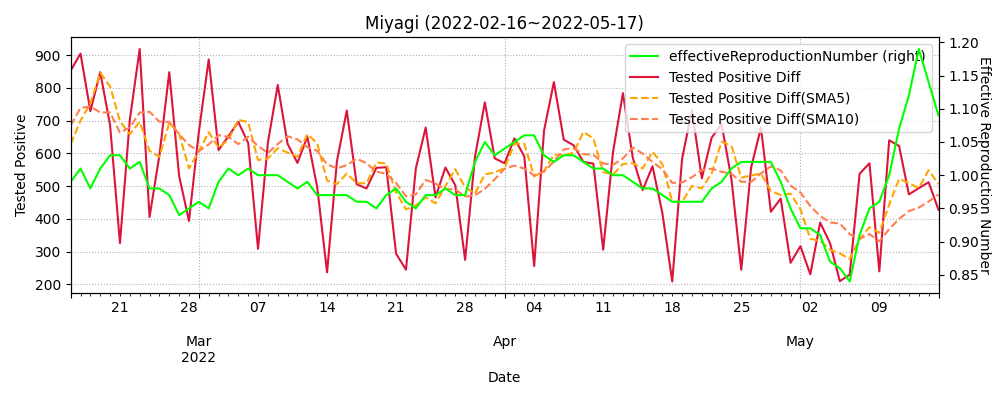 Miyagi (2022-02-16~2022-05-17)
effectiveReproductionNumber (right)
Tested Positive Diff
Tested Positive Diff(SMA5)
Tested Positive Diff(SMA10)
Tested Positive
900
800
700
600
500
400
300
200
1.20
1.15
1.10
1.05
1.00
0.95
0.90
0.85
Effective Reproduction Number
21 28 07 14 21 28 04 11 18 25 02 09
Mar Apr May
2022
Date